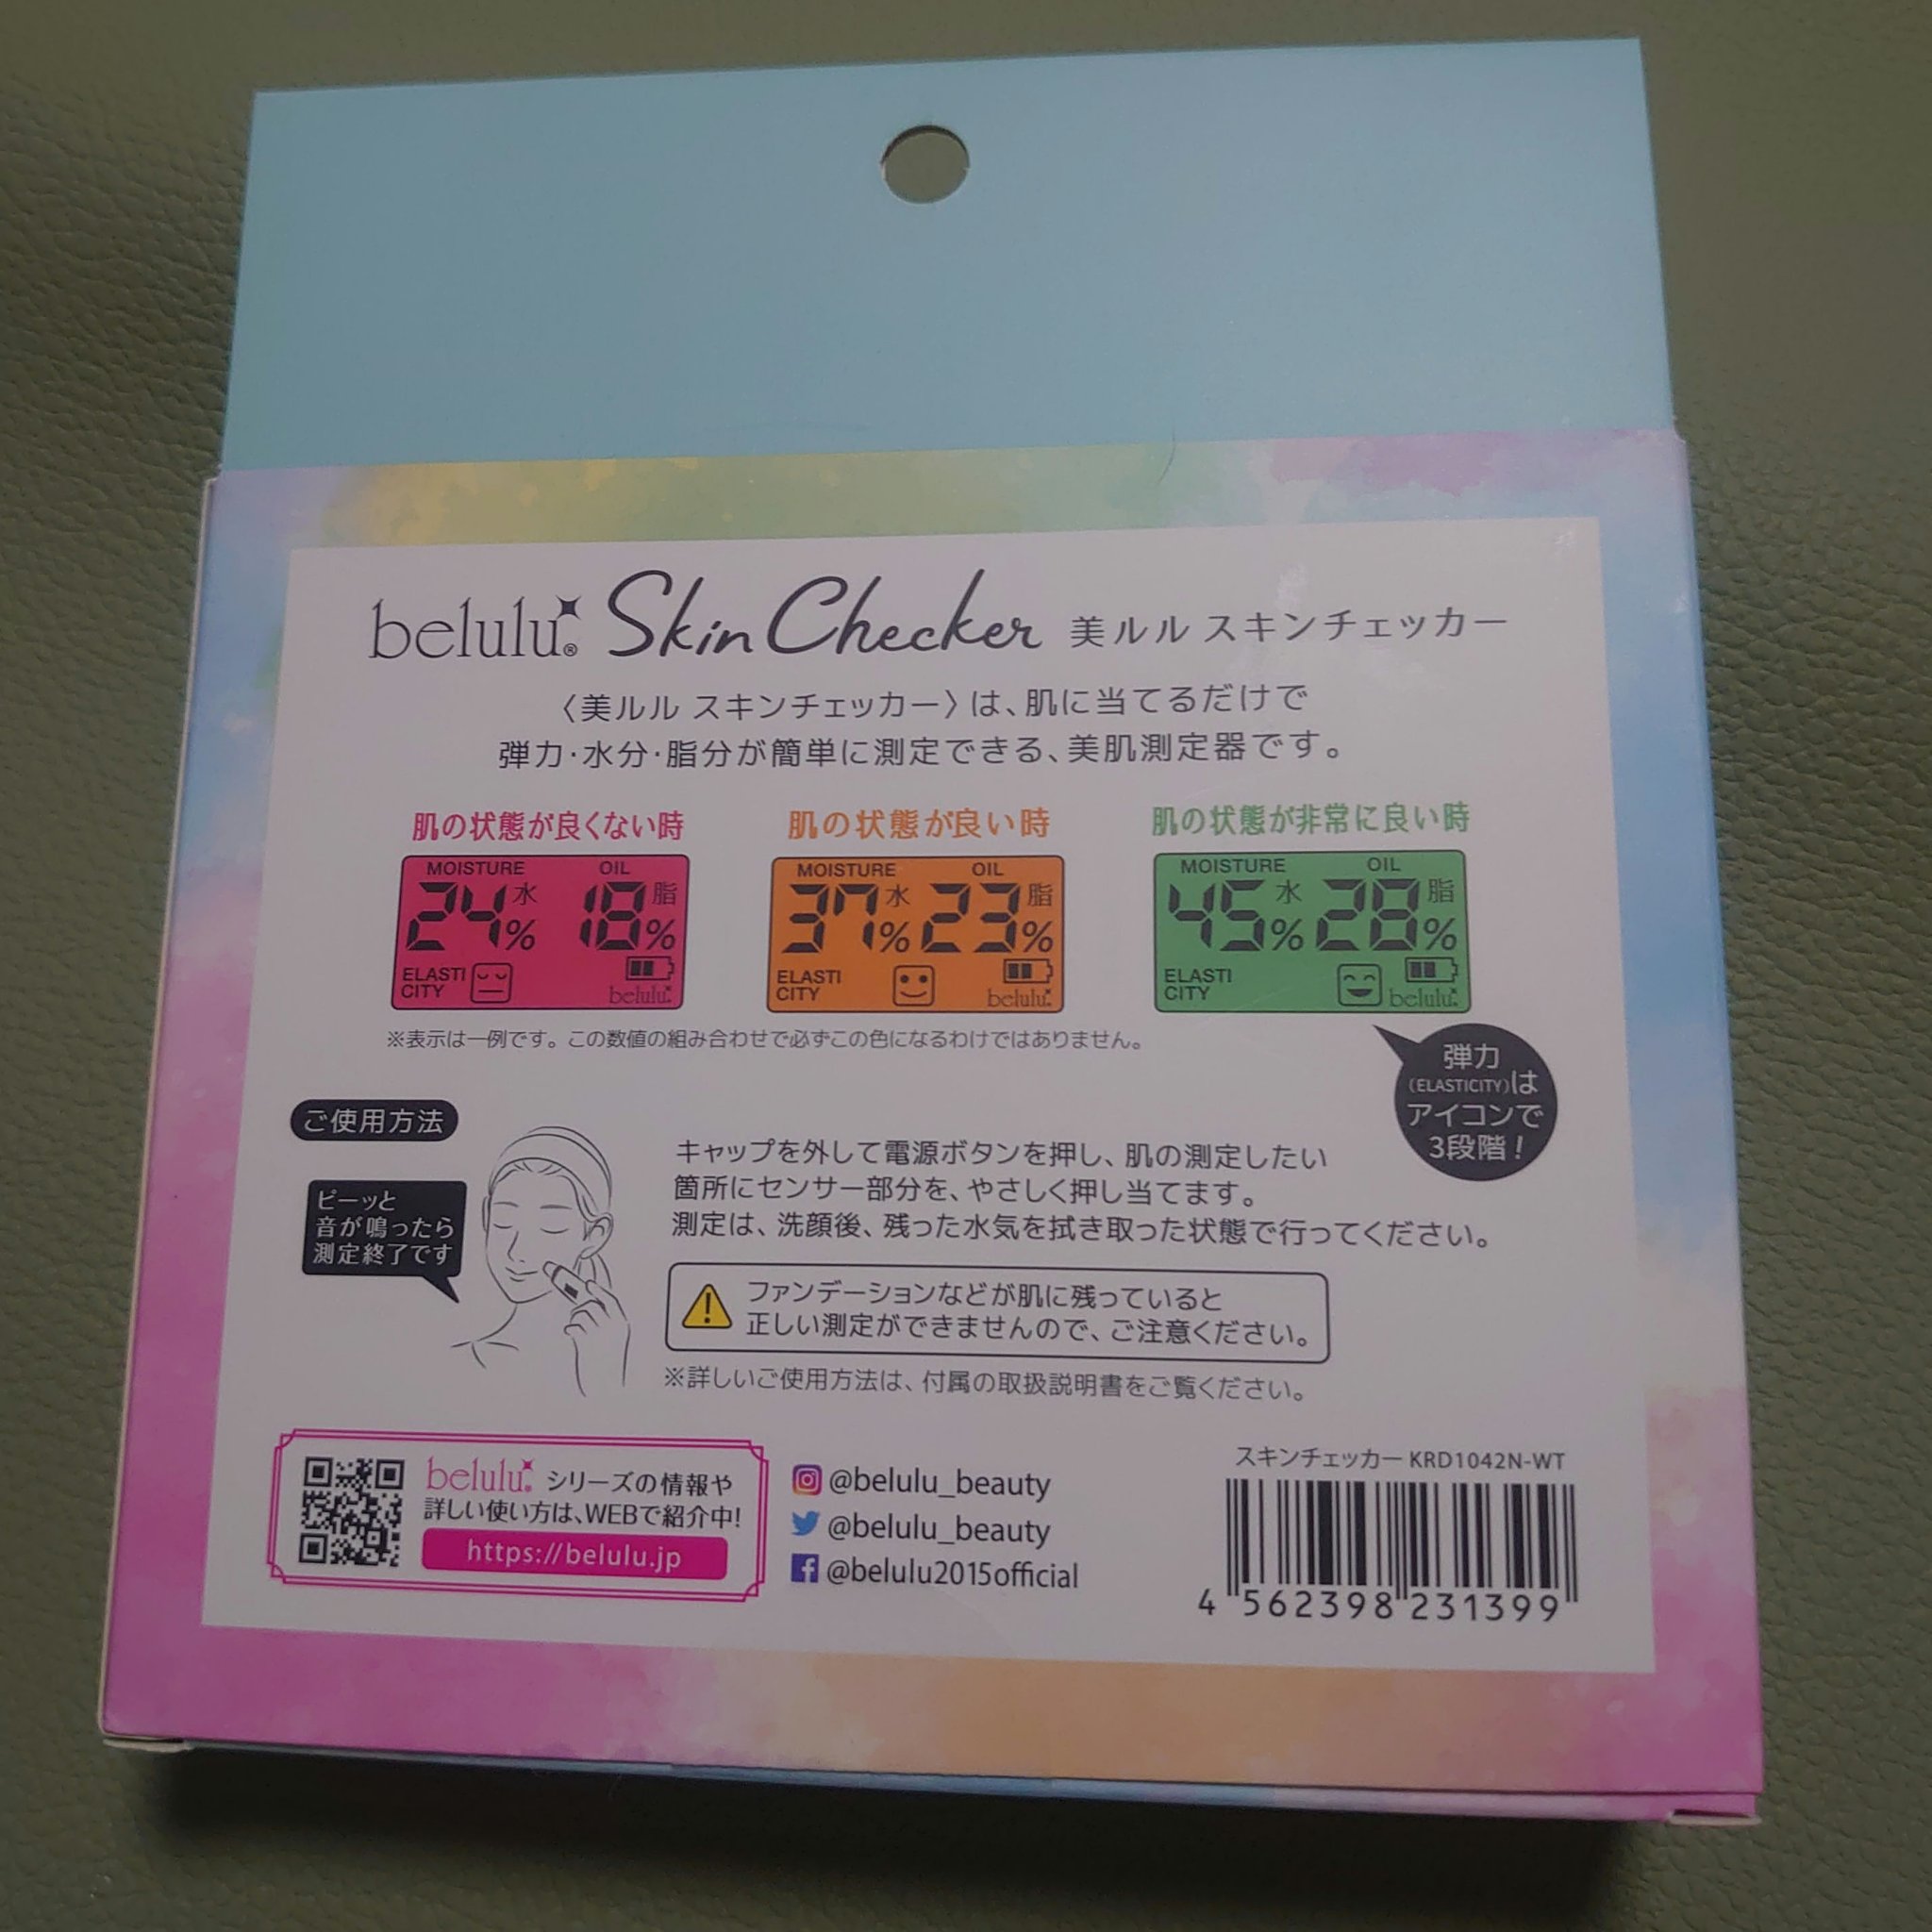 belulu® Skin Checker 美ルル スキンチェッカー
〈美ルル スキンチェッカー〉は、肌に当てるだけで
弾力・水分・脂分が簡単に測定できる、美肌測定器です。
肌の状態が良くない時
MOISTURE OIL
24水% 18脂%
ELASTI
CITY belulu
肌の状態が良い時
MOISTURE OIL
37水% 23脂%
ELASTI
CITY belulu
肌の状態が非常に良い時
MOISTURE OIL
45水% 28脂%
ELASTI
CITY belulu
※表示は一例です。この数値の組み合わせで必ずこの色になるわけではありません。
弾力
(ELASTICITY)は
アイコンで
3段階!
ご使用方法
ピーッと
音が鳴ったら
測定終了です
キャップを外して電源ボタンを押し、肌の測定したい
箇所にセンサー部分を、やさしく押し当てます。
測定は、洗顔後、残った水気を拭き取った状態で行ってください。
ファンデーションなどが肌に残っていると
正しい測定ができませんので、ご注意ください。
※詳しいご使用方法は、付属の取扱説明書をご覧ください。
belulu シリーズの情報や
詳しい使い方は、WEBで紹介中!
https://belulu.jp
@belulu_beauty
@belulu_beauty
@belulu2015official
スキンチェッカー KRD1042N-WT
4 562398 231399